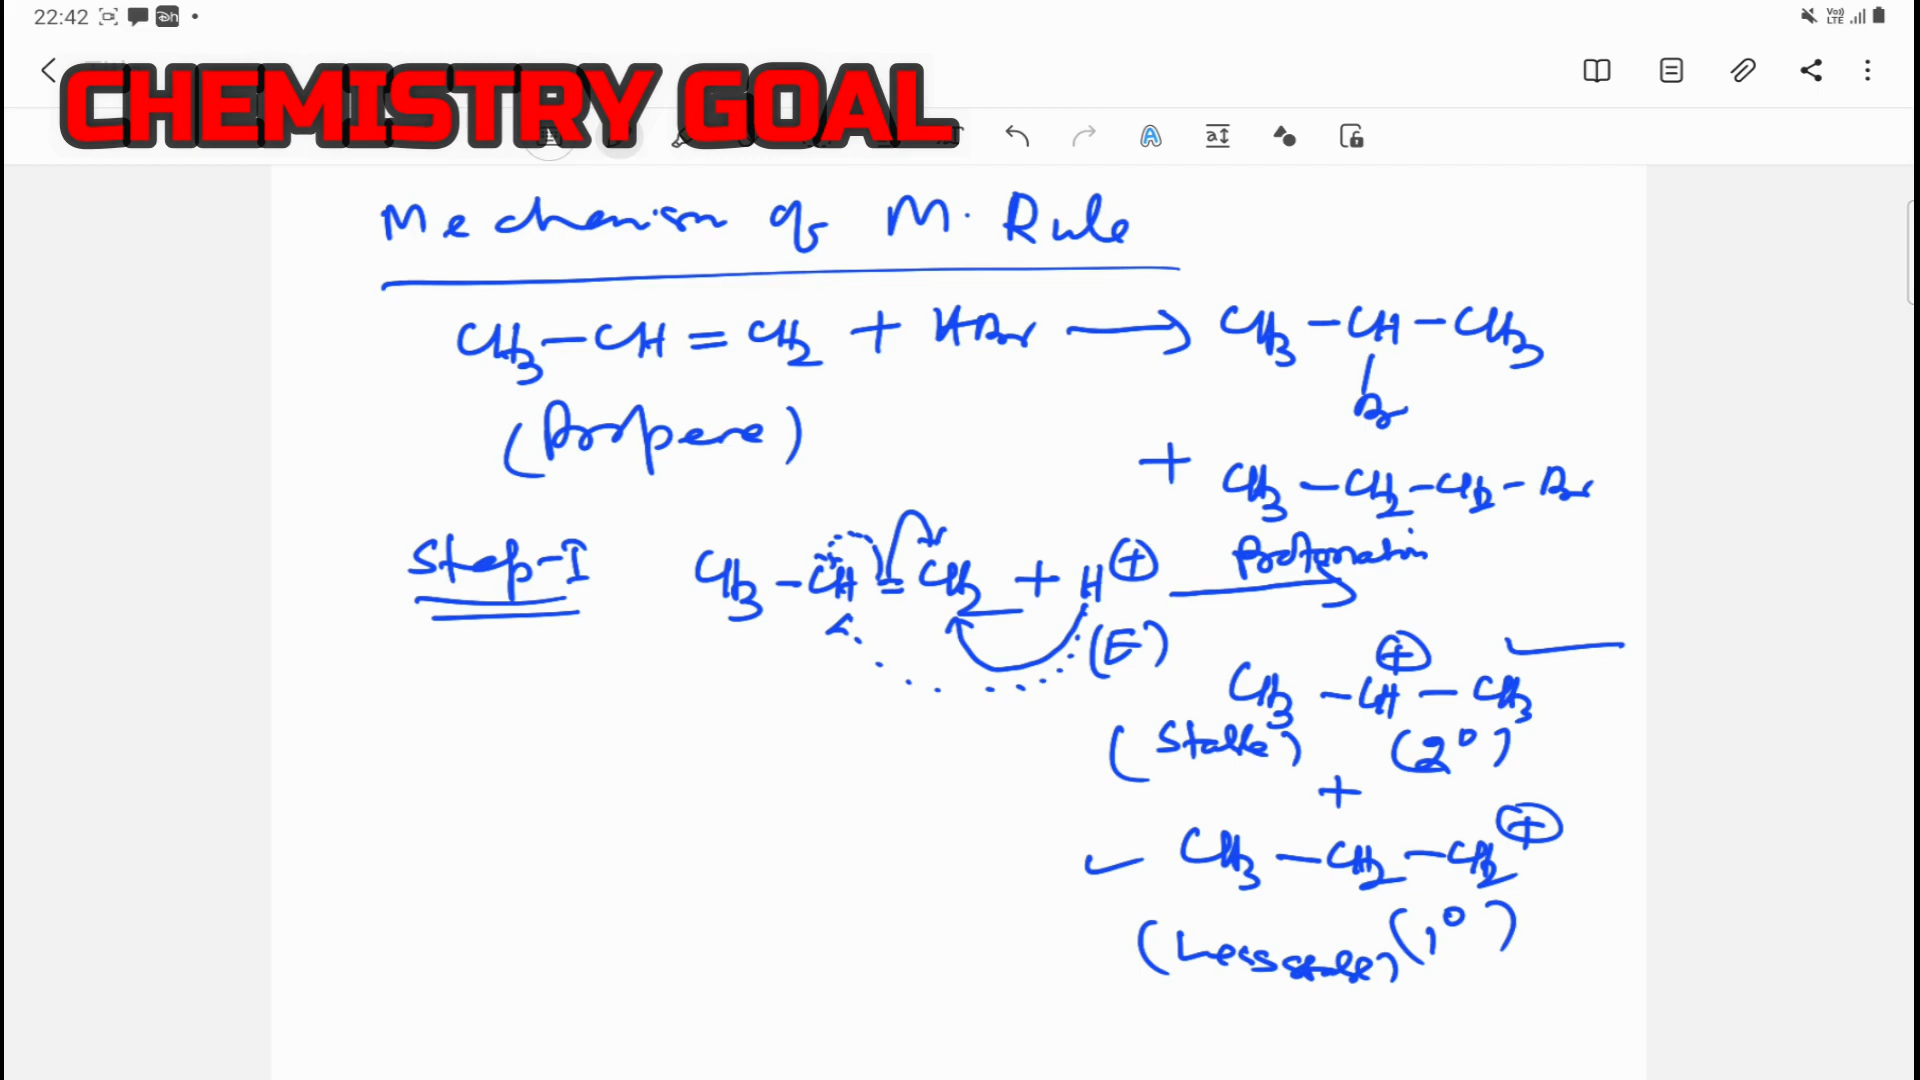 22:42
CHEMISTRY GOAL
Mechanism of M. Rule
CH3-CH=CH2 + HBr → CH3-CH-CH3
Br
(Propene)
+ CH3-CH2-CH2-Br
Step-I CH3-CH=CH2 + H⊕ Protonation →
(E)
CH3-CH⊕-CH3
(Stable) (2°)
+
CH3-CH2-CH2⊕
(Less stable) (1°)